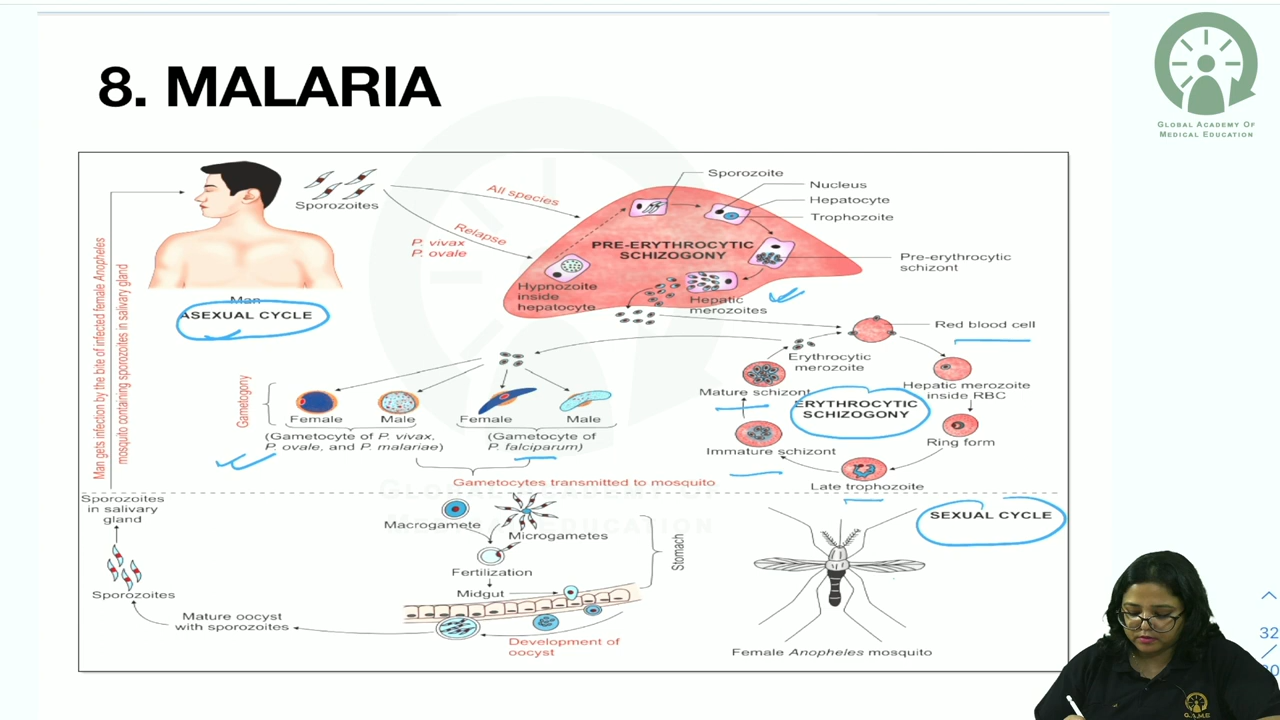 8. MALARIA
GLOBAL ACADEMY OF
MEDICAL EDUCATION
Sporozoites
All species
Relapse
P. vivax
P. ovale
Sporozoite
Nucleus
Hepatocyte
Trophozoite
PRE-ERYTHROCYTIC
SCHIZOGONY
Pre-erythrocytic
schizont
Hypnozoite
inside
hepatocyte
Hepatic
merozoites
Man
ASEXUAL CYCLE
Man gets infection by the bite of infected female Anopheles
mosquito containing sporozoites in salivary gland
Red blood cell
Erythrocytic
merozoite
Hepatic merozoite
inside RBC
Mature schizont
ERYTHROCYTIC
SCHIZOGONY
Ring form
Immature schizont
Late trophozoite
Gametogony
Female
Male
Female
Male
(Gametocyte of P. vivax,
P. ovale, and P. malariae)
(Gametocyte of
P. falciparum)
Gametocytes transmitted to mosquito
SEXUAL CYCLE
Sporozoites
in salivary
gland
Macrogamete
Microgametes
Fertilization
Midgut
Stomach
Sporozoites
Mature oocyst
with sporozoites
Development of
oocyst
Female Anopheles mosquito
32
/
G.A.M.E